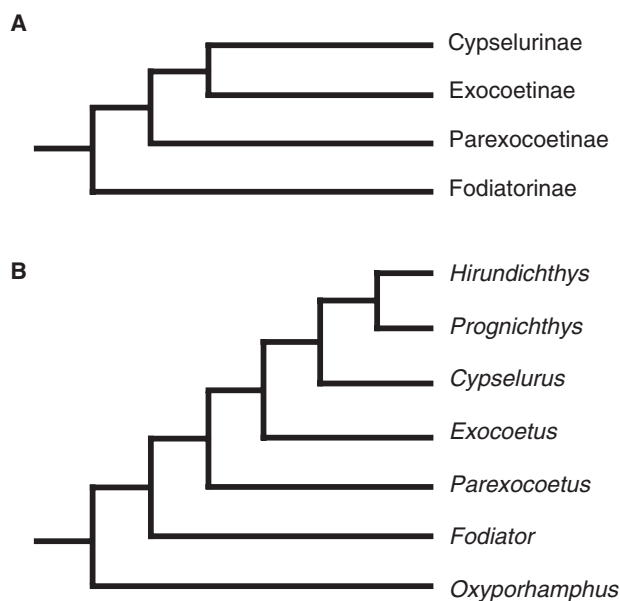 A
Cypselurinae
Exocoetinae
Parexocoetinae
Fodiatorinae
B
Hirundichthys
Prognichthys
Cypselurus
Exocoetus
Parexocoetus
Fodiator
Oxyporhamphus